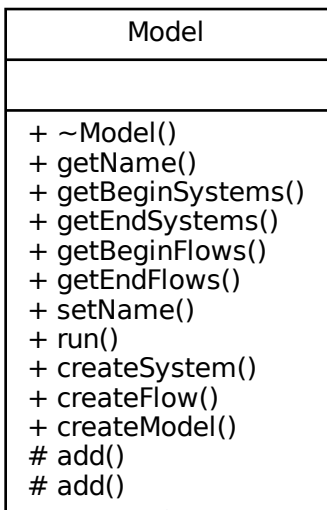 Model
+ ~Model()
+ getName()
+ getBeginSystems()
+ getEndSystems()
+ getBeginFlows()
+ getEndFlows()
+ setName()
+ run()
+ createSystem()
+ createFlow()
+ createModel()
# add()
# add()